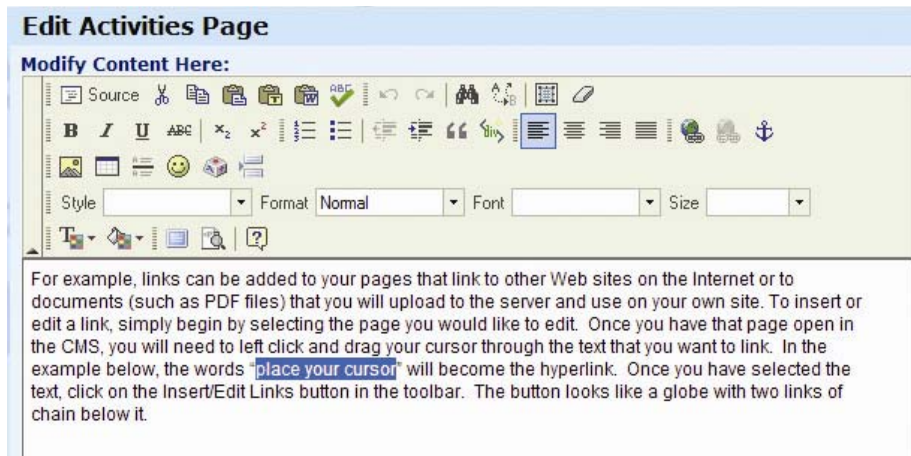 Edit Activities Page
Modify Content Here:
Source ABC
B I U ABC x₂ x² div
Style Format Normal Font Size
For example, links can be added to your pages that link to other Web sites on the Internet or to
documents (such as PDF files) that you will upload to the server and use on your own site. To insert or
edit a link, simply begin by selecting the page you would like to edit. Once you have that page open in
the CMS, you will need to left click and drag your cursor through the text that you want to link. In the
example below, the words "place your cursor" will become the hyperlink. Once you have selected the
text, click on the Insert/Edit Links button in the toolbar. The button looks like a globe with two links of
chain below it.